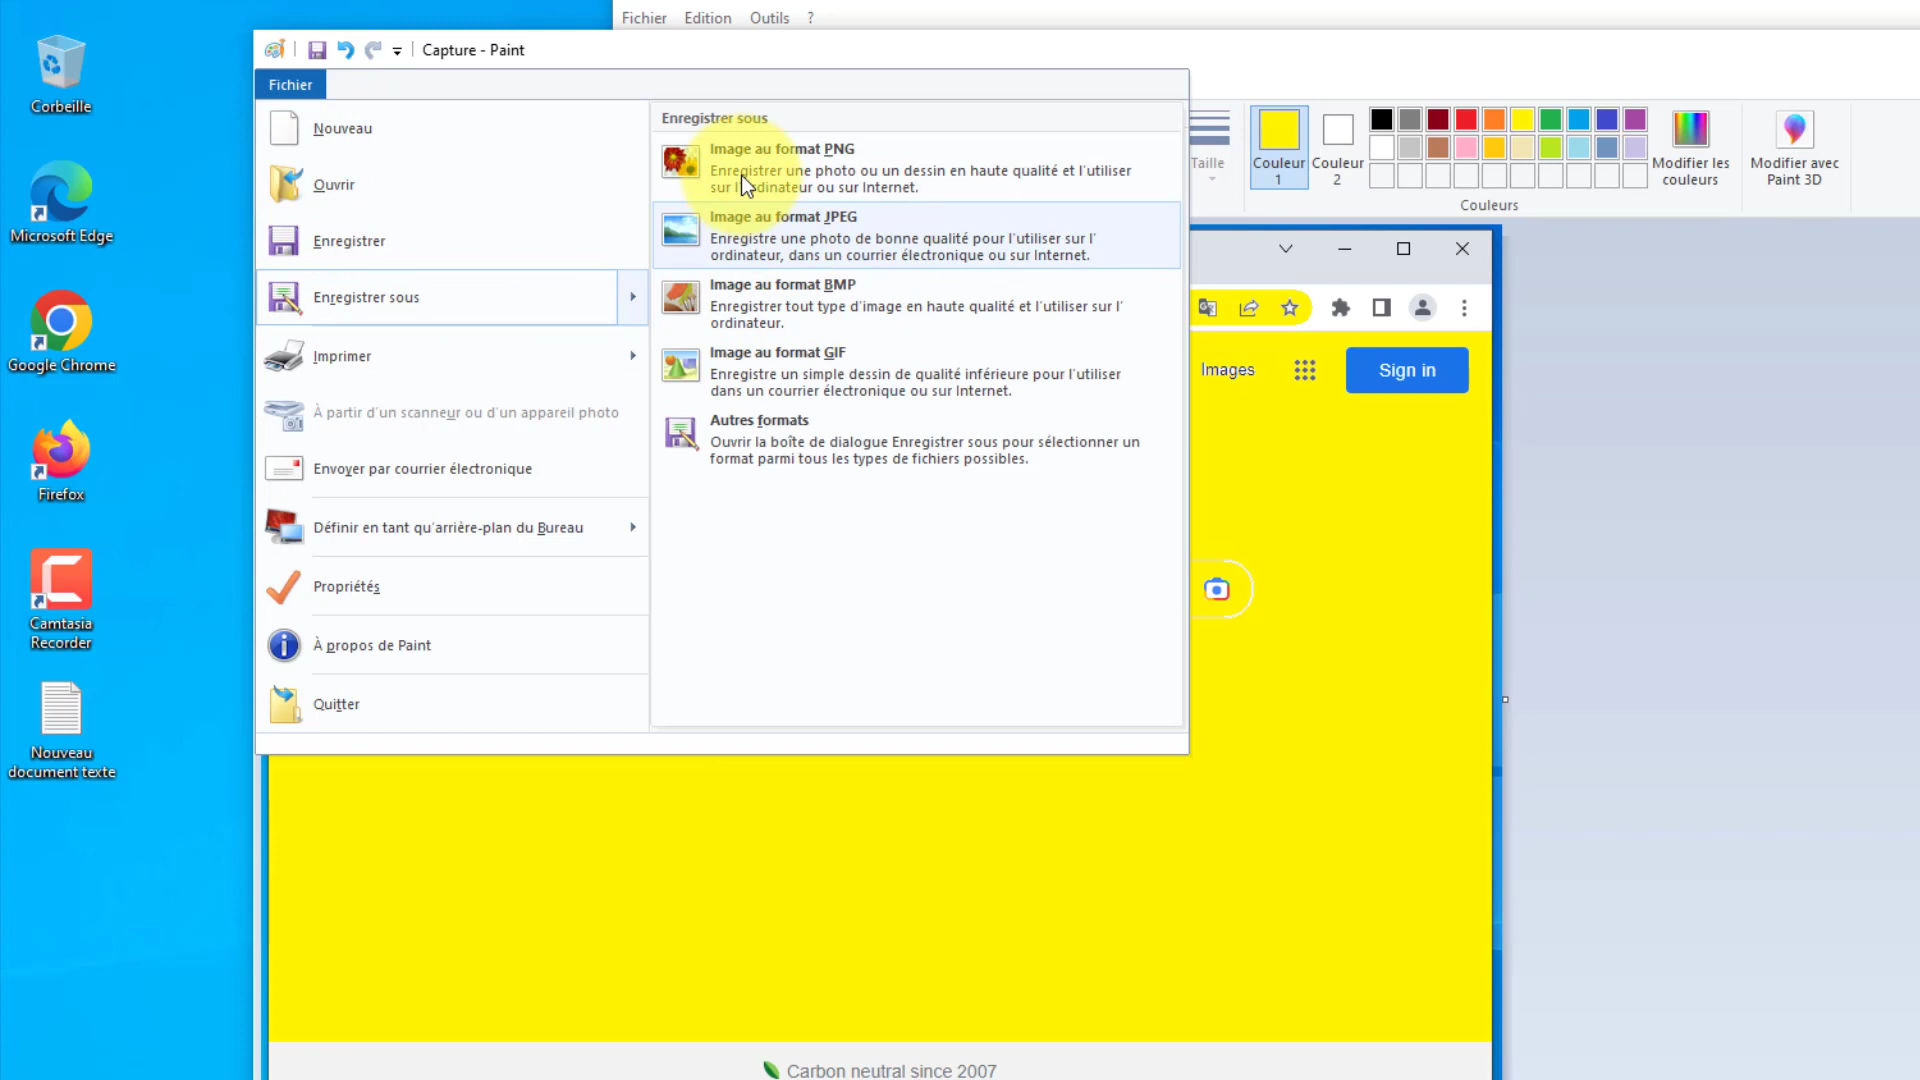 Fichier Edition Outils ?
Capture - Paint
Fichier
Corbeille
Microsoft Edge
Google Chrome
Firefox
Camtasia
Recorder
Nouveau
document texte
Nouveau
Ouvrir
Enregistrer
Enregistrer sous
Imprimer
À partir d'un scanneur ou d'un appareil photo
Envoyer par courrier électronique
Définir en tant qu'arrière-plan du Bureau
Propriétés
À propos de Paint
Quitter
Enregistrer sous
Image au format PNG
Enregistrer une photo ou un dessin en haute qualité et l'utiliser
sur l'ordinateur ou sur Internet.
Image au format JPEG
Enregistre une photo de bonne qualité pour l'utiliser sur l'
ordinateur, dans un courrier électronique ou sur Internet.
Image au format BMP
Enregistrer tout type d'image en haute qualité et l'utiliser sur l'
ordinateur.
Image au format GIF
Enregistre un simple dessin de qualité inférieure pour l'utiliser
dans un courrier électronique ou sur Internet.
Autres formats
Ouvrir la boîte de dialogue Enregistrer sous pour sélectionner un
format parmi tous les types de fichiers possibles.
Taille
Couleur
1
Couleur
2
Modifier les
couleurs
Modifier avec
Paint 3D
Couleurs
Images
Sign in
Carbon neutral since 2007